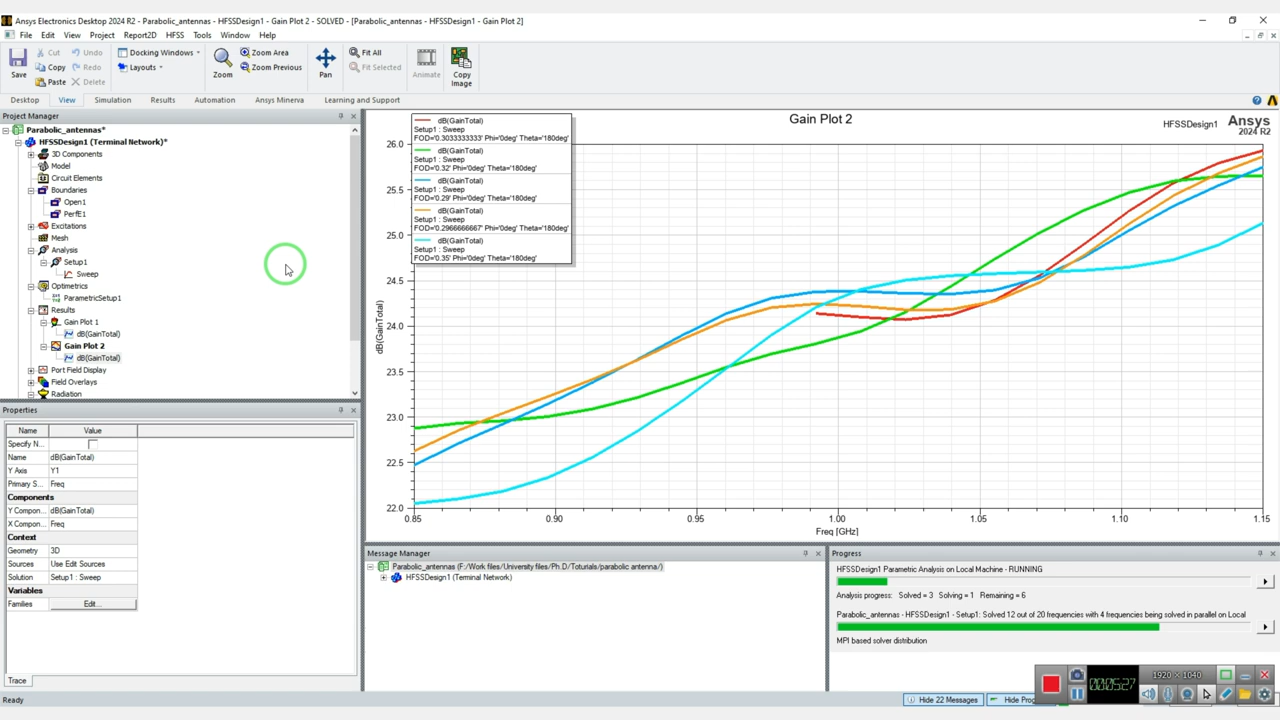 Ansys Electronics Desktop 2024 R2 - Parabolic_antennas - HFSSDesign1 - Gain Plot 2 - SOLVED - [Parabolic_antennas - HFSSDesign1 - Gain Plot 2]
File Edit View Project Report2D HFSS Tools Window Help
Save Cut Undo Copy Redo Paste Delete
Docking Windows Layouts
Zoom Zoom Area Zoom Previous
Pan Fit All Fit Selected
Animate Copy Image
Desktop View Simulation Results Automation Ansys Minerva Learning and Support
Project Manager
Parabolic_antennas*
HFSSDesign1 (Terminal Network)*
3D Components
Model
Circuit Elements
Boundaries
Open1
PerfE1
Excitations
Mesh
Analysis
Setup1
Sweep
Optimetrics
ParametricSetup1
Results
Gain Plot 1
dB(GainTotal)
Gain Plot 2
dB(GainTotal)
Port Field Display
Field Overlays
Radiation
Properties
Name Value
Specify N...
Name dB(GainTotal)
Y Axis Y1
Primary S... Freq
Components
Y Compon... dB(GainTotal)
X Compon... Freq
Context
Geometry 3D
Sources Use Edit Sources
Solution Setup1 : Sweep
Variables
Families Edit...
Trace
Ready
Gain Plot 2
HFSSDesign1
Ansys
2024 R2
dB(GainTotal)
Setup1 : Sweep
FOD='0.3033333333' Phi='0deg' Theta='180deg'
dB(GainTotal)
Setup1 : Sweep
FOD='0.32' Phi='0deg' Theta='180deg'
dB(GainTotal)
Setup1 : Sweep
FOD='0.29' Phi='0deg' Theta='180deg'
dB(GainTotal)
Setup1 : Sweep
FOD='0.2966666667' Phi='0deg' Theta='180deg'
dB(GainTotal)
Setup1 : Sweep
FOD='0.35' Phi='0deg' Theta='180deg'
26.0
25.5
25.0
24.5
24.0
23.5
23.0
22.5
22.0
dB(GainTotal)
0.85 0.90 0.95 1.00 1.05 1.10 1.15
Freq [GHz]
Message Manager
Parabolic_antennas (F:/Work files/University files/Ph.D/Toturials/parabolic antenna/)
HFSSDesign1 (Terminal Network)
Progress
HFSSDesign1 Parametric Analysis on Local Machine - RUNNING
Analysis progress: Solved = 3 Solving = 1 Remaining = 6
Parabolic_antennas - HFSSDesign1 - Setup1: Solved 12 out of 20 frequencies with 4 frequencies being solved in parallel on Local
MPI based solver distribution
Hide 22 Messages Hide Prog
00:05:27
1920 × 1040